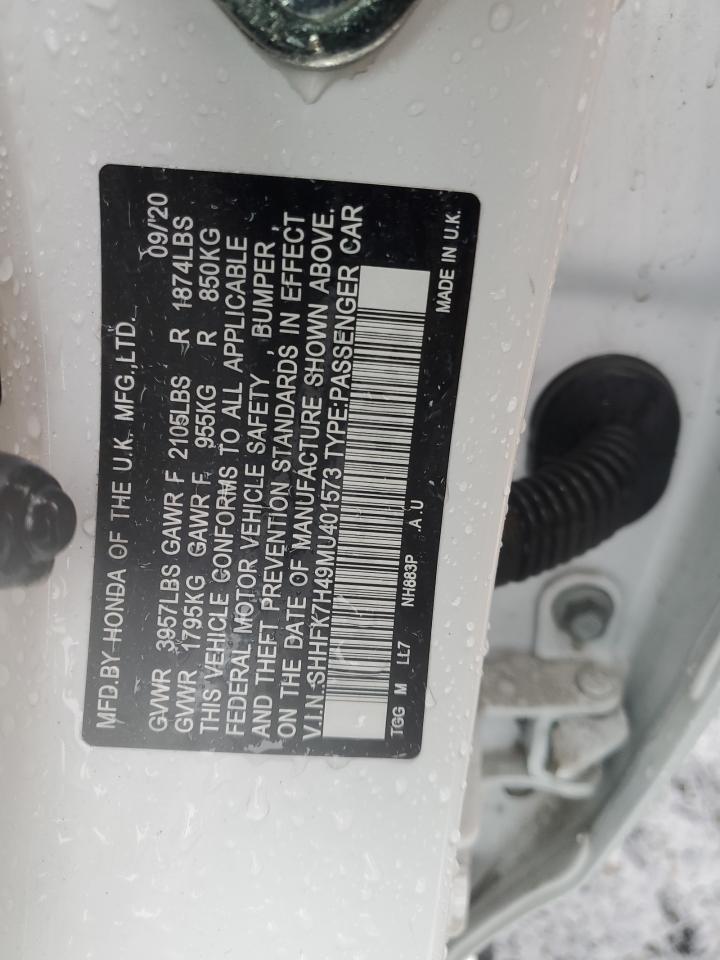 MFD.BY HONDA OF THE U.K. MFG.,LTD. 09/'20
GVWR 3957LBS GAWR F 2105LBS R 1874LBS
GVWR 1795KG GAWR F 955KG R 850KG
THIS VEHICLE CONFORMS TO ALL APPLICABLE
FEDERAL MOTOR VEHICLE SAFETY , BUMPER ,
AND THEFT PREVENTION STANDARDS IN EFFECT
ON THE DATE OF MANUFACTURE SHOWN ABOVE.
V.I.N.:SHHFK7H49MU401573 TYPE:PASSENGER CAR
TGG M LL7 NH883P .A.U MADE IN U.K.